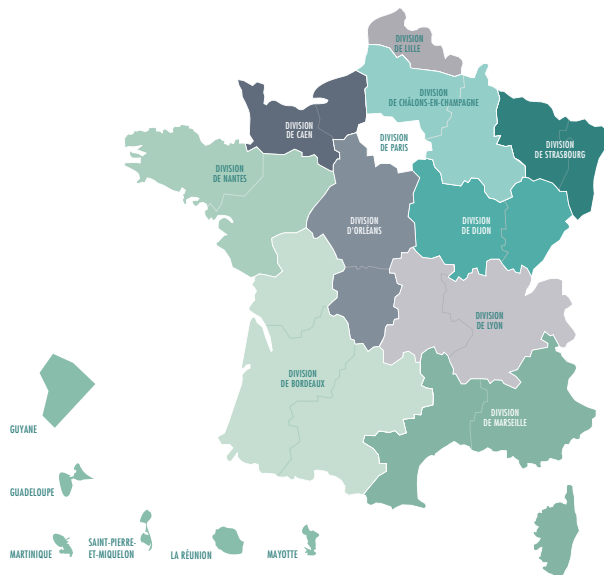 DIVISION
DE LILLE
DIVISION
DE CHÂLONS-EN-CHAMPAGNE
DIVISION
DE CAEN
DIVISION
DE PARIS
DIVISION
DE STRASBOURG
DIVISION
DE NANTES
DIVISION
D'ORLÉANS
DIVISION
DE DIJON
DIVISION
DE LYON
DIVISION
DE BORDEAUX
DIVISION
DE MARSEILLE
GUYANE
GUADELOUPE
MARTINIQUE
SAINT-PIERRE-
ET-MIQUELON
LA RÉUNION
MAYOTTE